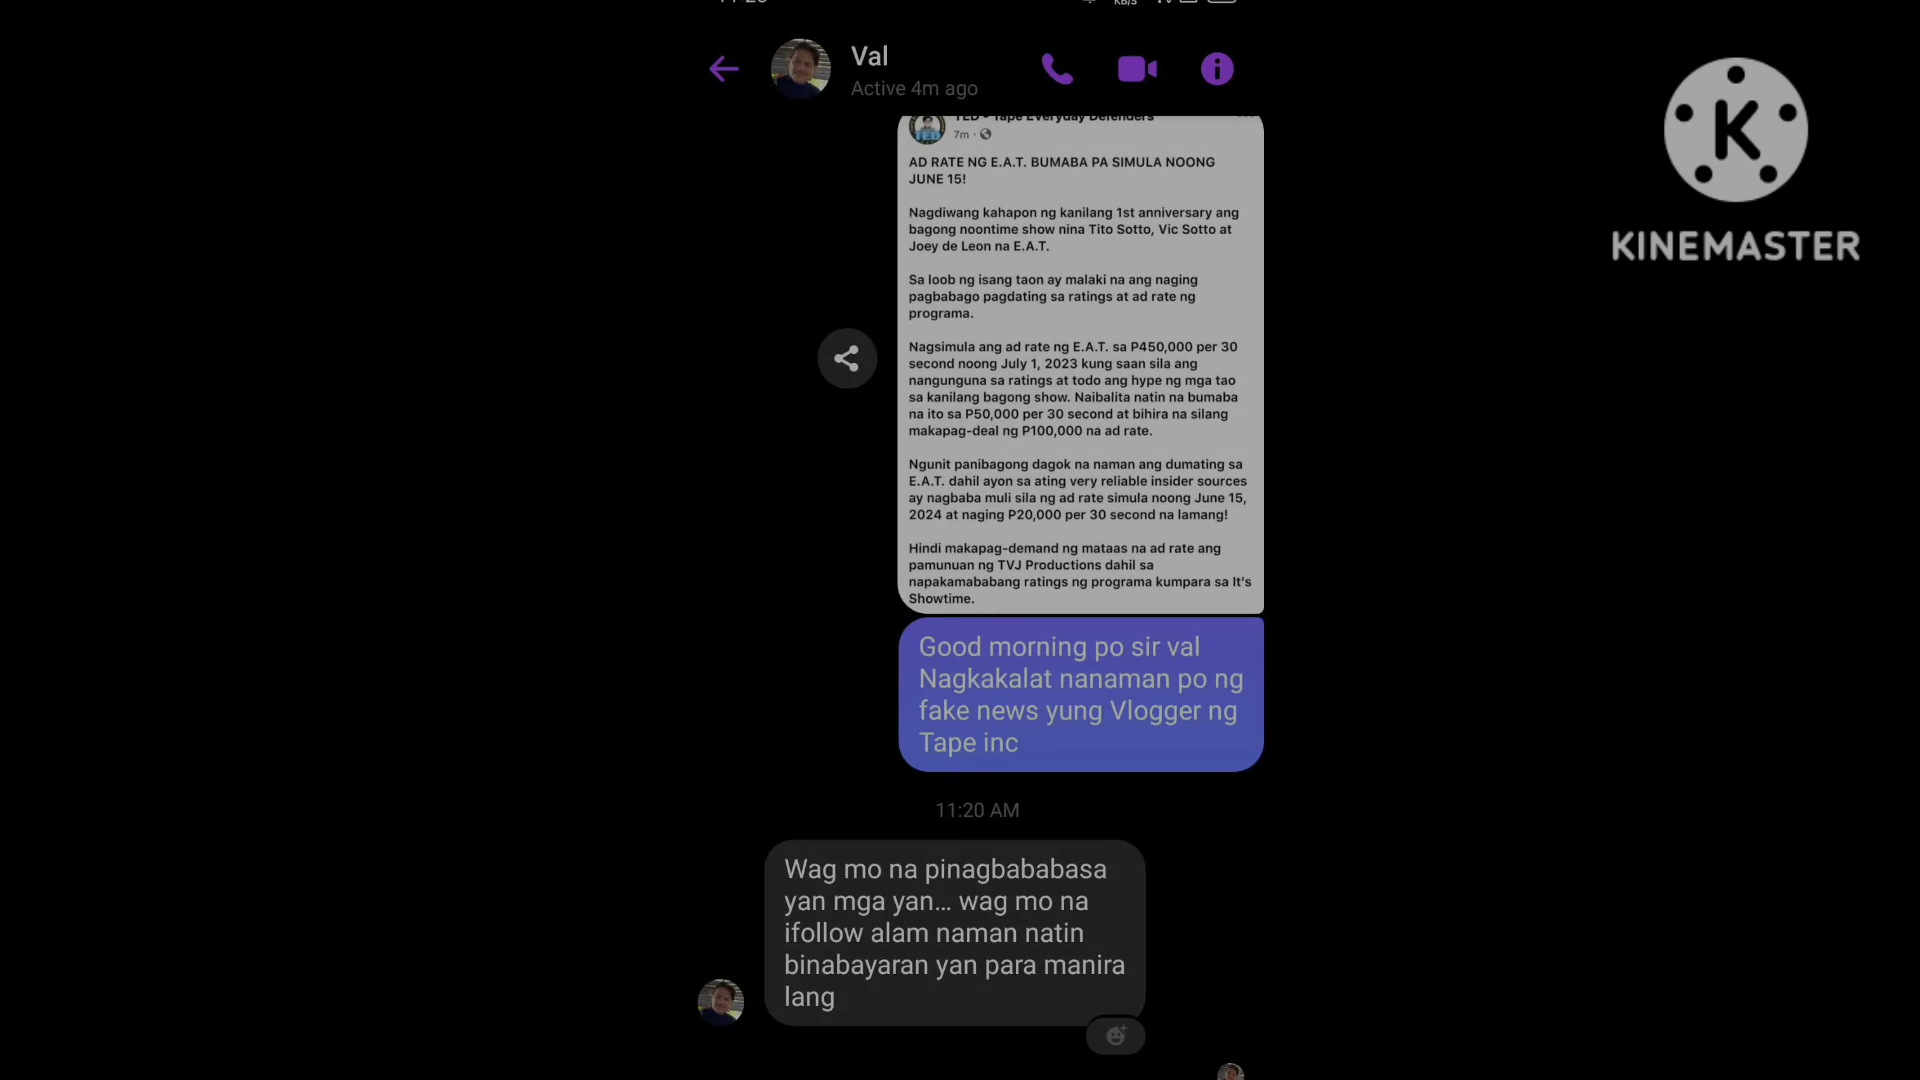 KB/S
Val
Active 4m ago
TED - Tape Everyday Defenders
TED
7m ·
AD RATE NG E.A.T. BUMABA PA SIMULA NOONG
JUNE 15!
Nagdiwang kahapon ng kanilang 1st anniversary ang
bagong noontime show nina Tito Sotto, Vic Sotto at
Joey de Leon na E.A.T.
Sa loob ng isang taon ay malaki na ang naging
pagbabago pagdating sa ratings at ad rate ng
programa.
Nagsimula ang ad rate ng E.A.T. sa P450,000 per 30
second noong July 1, 2023 kung saan sila ang
nangunguna sa ratings at todo ang hype ng mga tao
sa kanilang bagong show. Naibalita natin na bumaba
na ito sa P50,000 per 30 second at bihira na silang
makapag-deal ng P100,000 na ad rate.
Ngunit panibagong dagok na naman ang dumating sa
E.A.T. dahil ayon sa ating very reliable insider sources
ay nagbaba muli sila ng ad rate simula noong June 15,
2024 at naging P20,000 per 30 second na lamang!
Hindi makapag-demand ng mataas na ad rate ang
pamunuan ng TVJ Productions dahil sa
napakamababang ratings ng programa kumpara sa It's
Showtime.
Good morning po sir val
Nagkakalat nanaman po ng
fake news yung Vlogger ng
Tape inc
11:20 AM
Wag mo na pinagbababasa
yan mga yan... wag mo na
ifollow alam naman natin
binabayaran yan para manira
lang
K
KINEMASTER